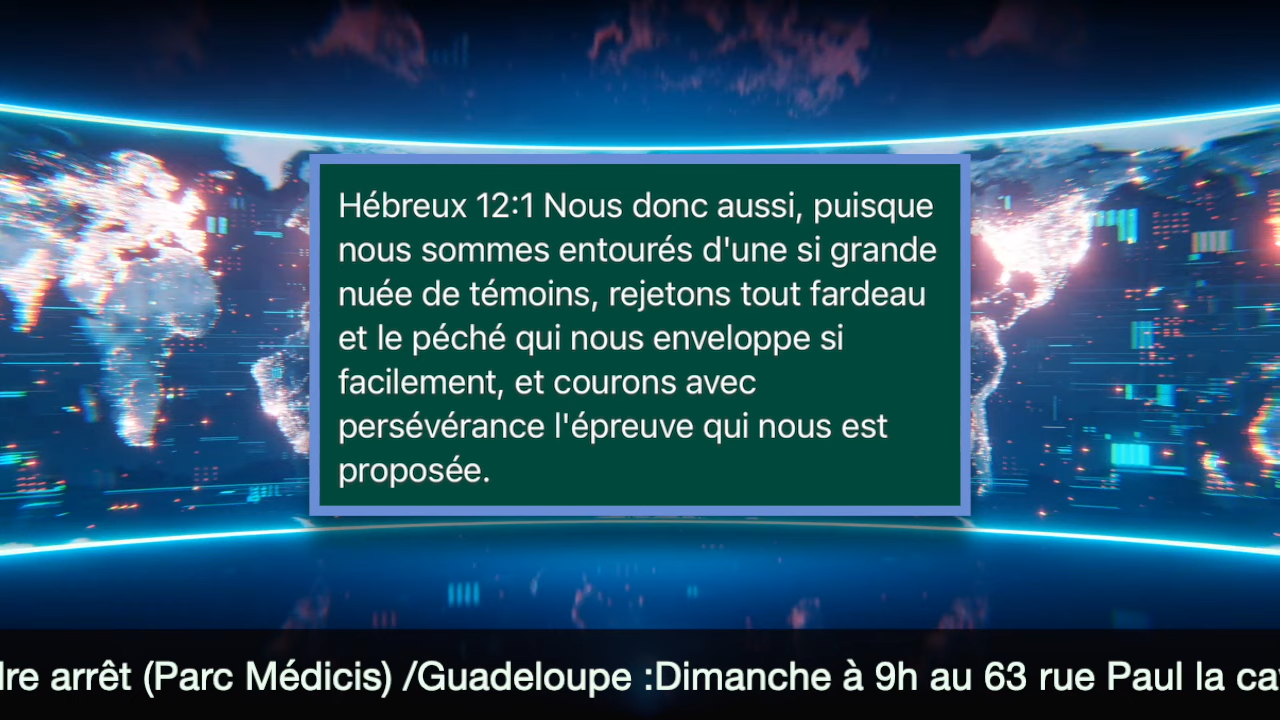 Hébreux 12:1 Nous donc aussi, puisque
nous sommes entourés d'une si grande
nuée de témoins, rejetons tout fardeau
et le péché qui nous enveloppe si
facilement, et courons avec
persévérance l'épreuve qui nous est
proposée.
arrêt (Parc Médicis) /Guadeloupe :Dimanche à 9h au 63 rue Paul la